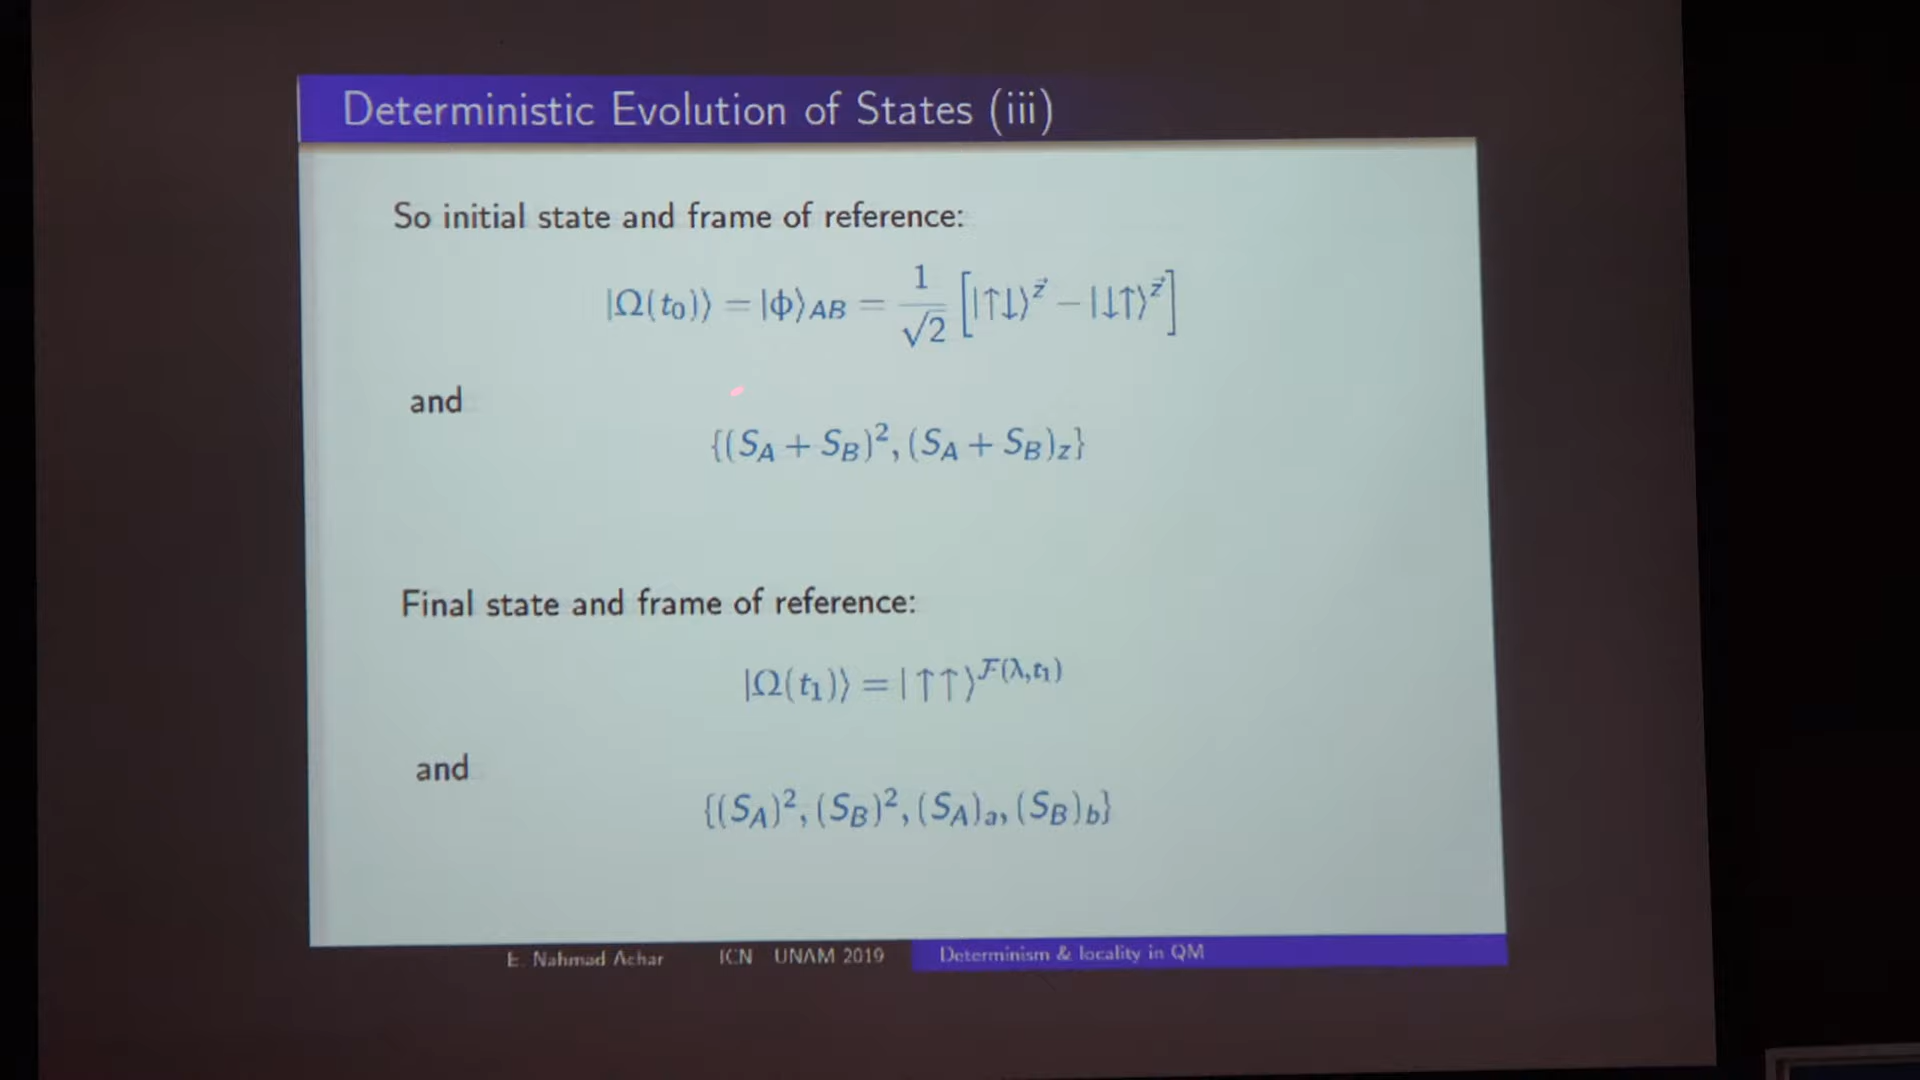 Deterministic Evolution of States (iii)
So initial state and frame of reference:
|Ω(t₀)⟩ = |Φ⟩_AB = 1/√2 [|↑↓⟩^z⃗ − |↓↑⟩^z⃗]
and
{(S_A + S_B)², (S_A + S_B)_z}
Final state and frame of reference:
|Ω(t₁)⟩ = |↑↑⟩^F(λ,t₁)
and
{(S_A)², (S_B)², (S_A)_a, (S_B)_b}
E. Nahmad Achar ICN UNAM 2019 Determinism & locality in QM